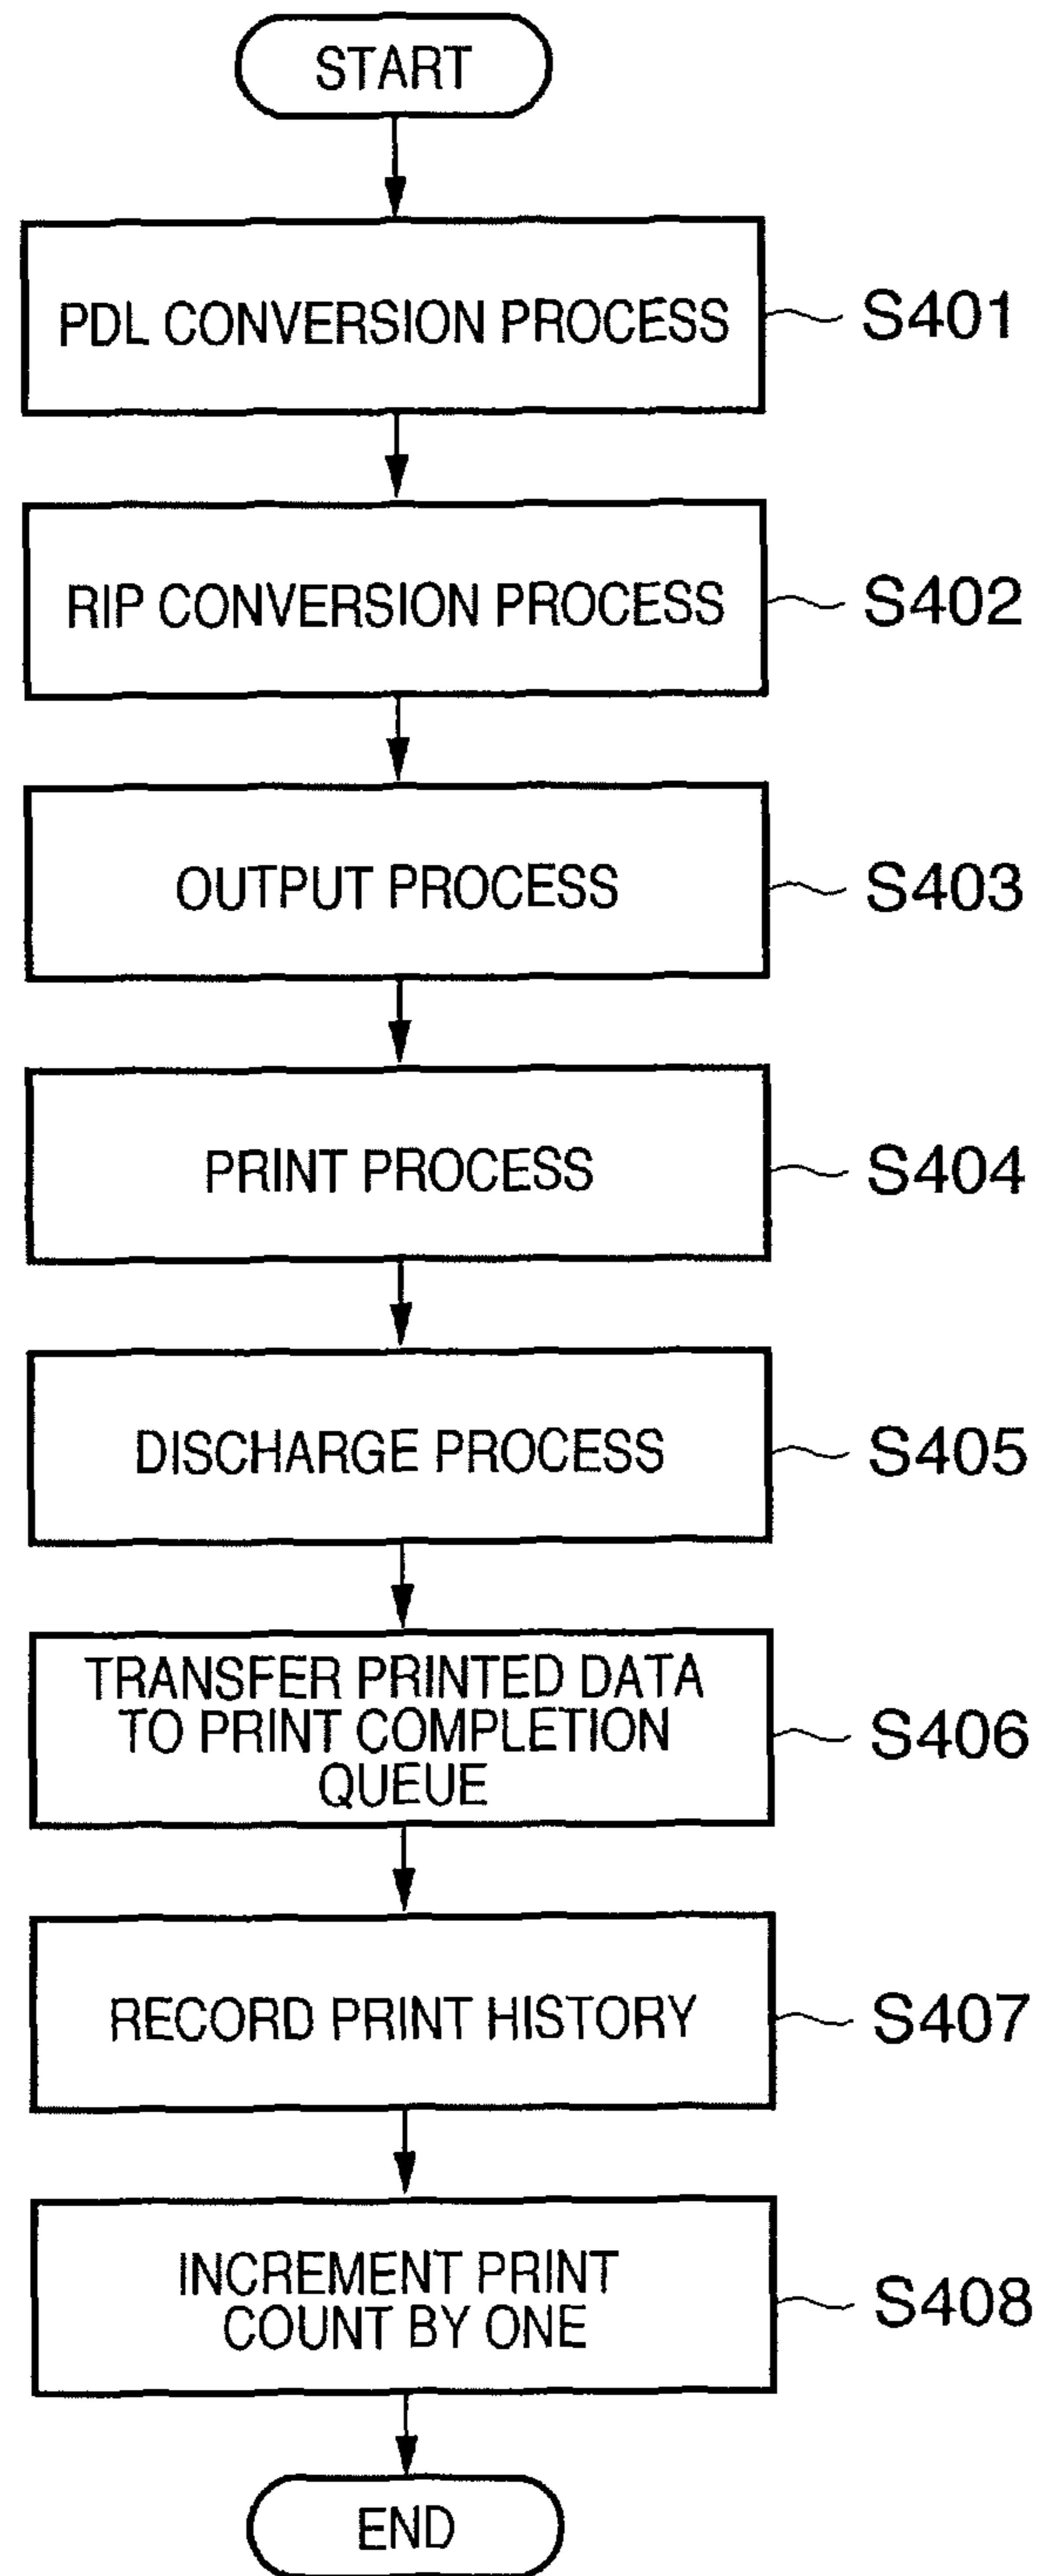 START
PDL CONVERSION PROCESS
S401
RIP CONVERSION PROCESS
S402
OUTPUT PROCESS
S403
PRINT PROCESS
S404
DISCHARGE PROCESS
S405
TRANSFER PRINTED DATA
TO PRINT COMPLETION
QUEUE
S406
RECORD PRINT HISTORY
S407
INCREMENT PRINT
COUNT BY ONE
S408
END